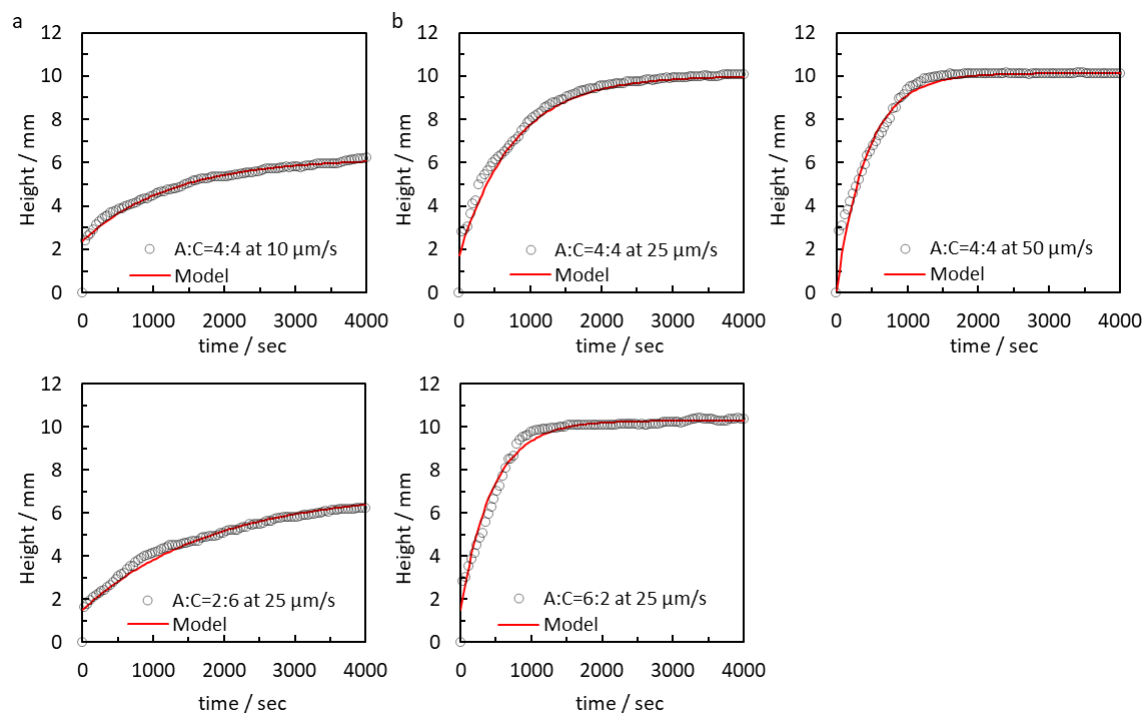 a
b
12
10
8
6
4
2
0
Height / mm
A:C=4:4 at 10 µm/s
Model
0 1000 2000 3000 4000
time / sec
12
10
8
6
4
2
0
Height / mm
A:C=4:4 at 25 µm/s
Model
0 1000 2000 3000 4000
time / sec
12
10
8
6
4
2
0
Height / mm
A:C=4:4 at 50 µm/s
Model
0 1000 2000 3000 4000
time / sec
12
10
8
6
4
2
0
Height / mm
A:C=2:6 at 25 µm/s
Model
0 1000 2000 3000 4000
time / sec
12
10
8
6
4
2
0
Height / mm
A:C=6:2 at 25 µm/s
Model
0 1000 2000 3000 4000
time / sec